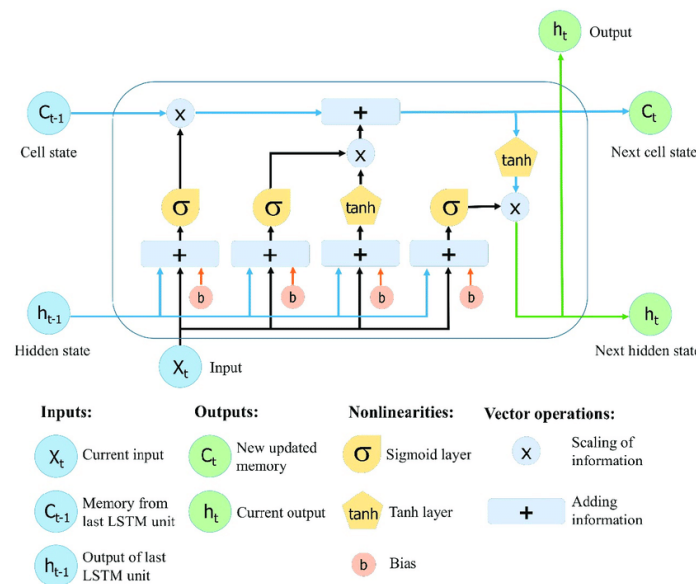 hₜ
Output
Cₜ₋₁
x
+
Cₜ
Cell state
Next cell state
x
tanh
σ
σ
tanh
σ
x
+
+
+
+
b
b
b
b
hₜ₋₁
hₜ
Hidden state
Next hidden state
Xₜ
Input
Inputs:
Outputs:
Nonlinearities:
Vector operations:
Xₜ
Current input
Cₜ
New updated
memory
σ
Sigmoid layer
x
Scaling of
information
Cₜ₋₁
Memory from
last LSTM unit
hₜ
Current output
tanh
Tanh layer
+
Adding
information
hₜ₋₁
Output of last
LSTM unit
b
Bias